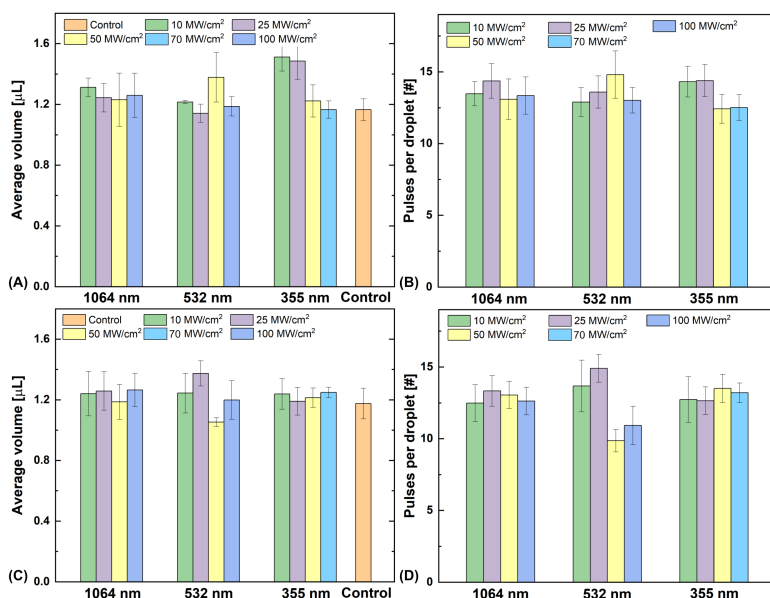 Control
10 MW/cm²
25 MW/cm²
50 MW/cm²
70 MW/cm²
100 MW/cm²
1.6
1.2
0.8
0.4
0.0
Average volume [µL]
(A)
1064 nm
532 nm
355 nm
Control
10 MW/cm²
25 MW/cm²
100 MW/cm²
50 MW/cm²
70 MW/cm²
15
10
5
0
Pulses per droplet [#]
(B)
1064 nm
532 nm
355 nm
Control
10 MW/cm²
25 MW/cm²
50 MW/cm²
70 MW/cm²
100 MW/cm²
1.6
1.2
0.8
0.4
0.0
Average volume [µL]
(C)
1064 nm
532 nm
355 nm
Control
10 MW/cm²
25 MW/cm²
100 MW/cm²
50 MW/cm²
70 MW/cm²
15
10
5
0
Pulses per droplet [#]
(D)
1064 nm
532 nm
355 nm